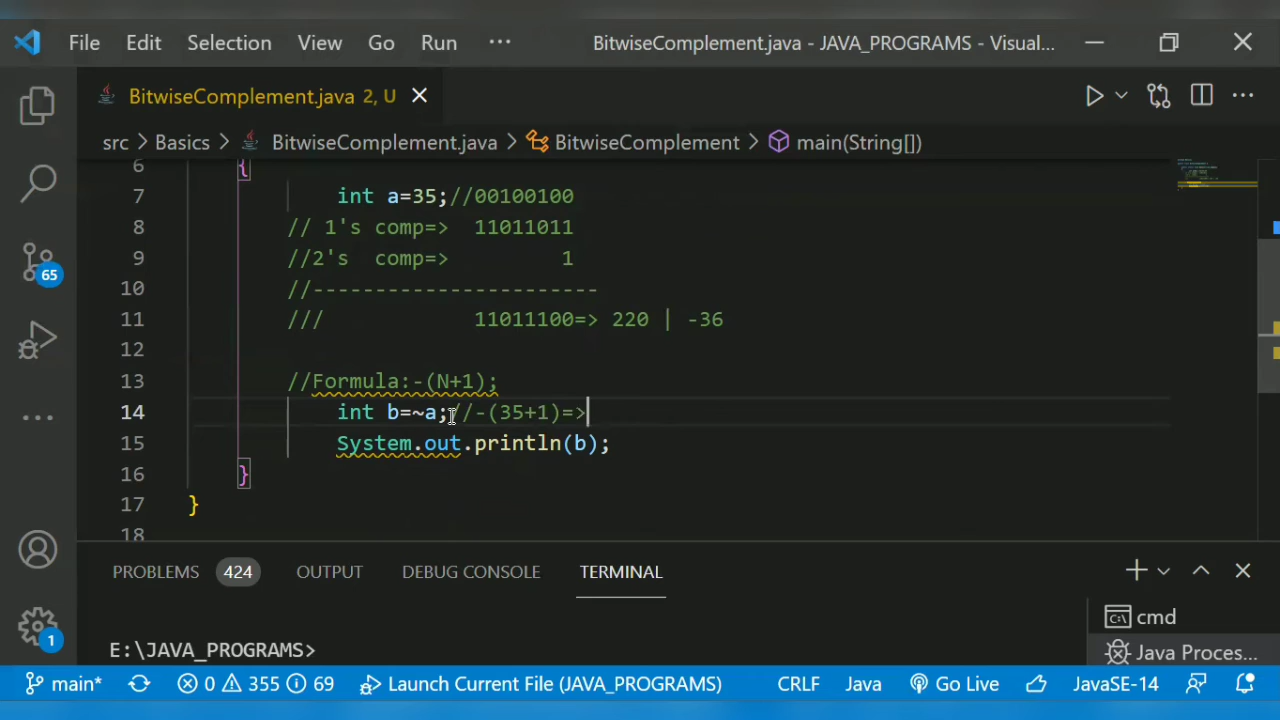 File Edit Selection View Go Run ··· BitwiseComplement.java - JAVA_PROGRAMS - Visual...
BitwiseComplement.java 2, U
src > Basics > BitwiseComplement.java > BitwiseComplement > main(String[])
6 {
7 int a=35;//00100100
8 // 1's comp=> 11011011
9 //2's comp=> 1
10 //-----------------------
11 /// 11011100=> 220 | -36
12
13 //Formula:-(N+1);
14 int b=~a;//-(35+1)=>
15 System.out.println(b);
16 }
17 }
18
65
1
PROBLEMS 424 OUTPUT DEBUG CONSOLE TERMINAL
E:\JAVA_PROGRAMS>
cmd
Java Proces...
main* 0 355 69 Launch Current File (JAVA_PROGRAMS) CRLF Java Go Live JavaSE-14